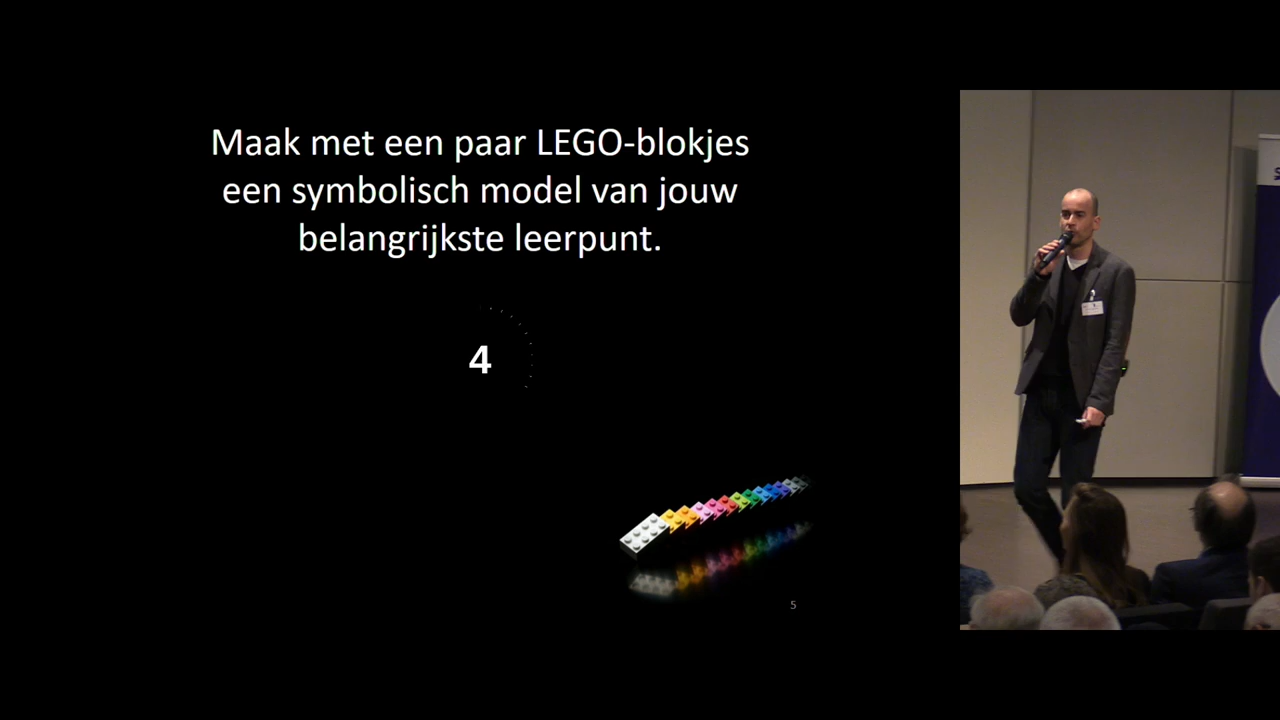 Maak met een paar LEGO-blokjes
een symbolisch model van jouw
belangrijkste leerpunt.
4
5